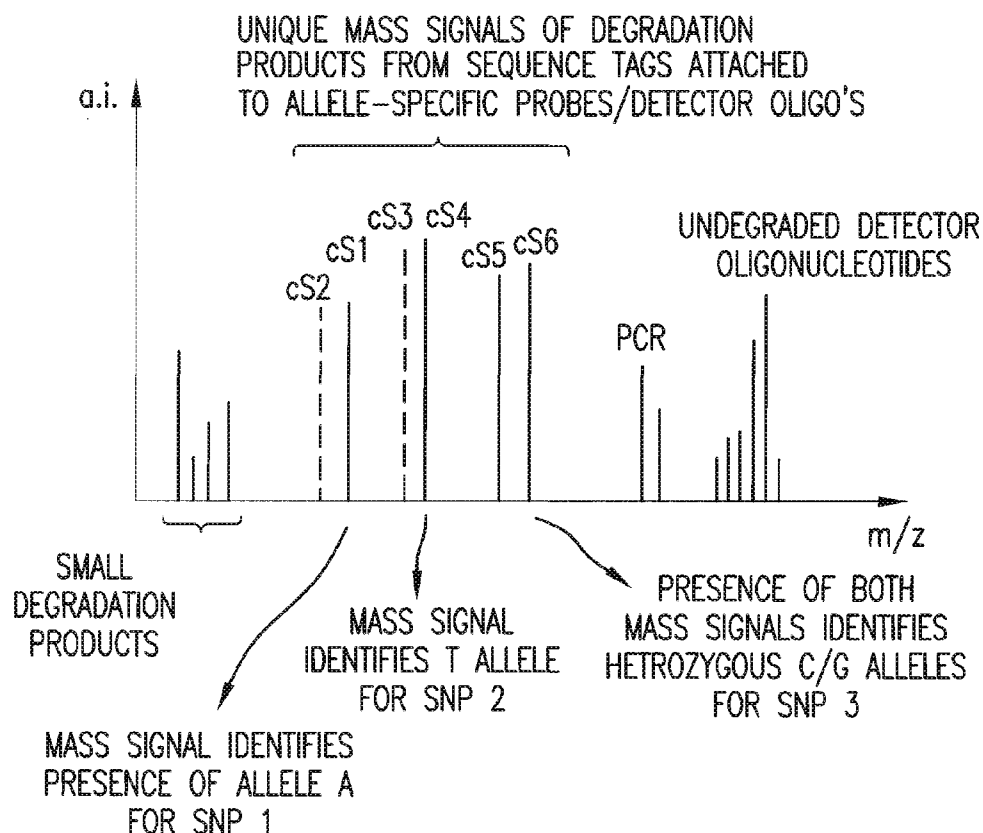 UNIQUE MASS SIGNALS OF DEGRADATION
PRODUCTS FROM SEQUENCE TAGS ATTACHED
TO ALLELE-SPECIFIC PROBES/DETECTOR OLIGO'S
a.i.
cS3
cS4
cS1
cS2
cS5
cS6
UNDEGRADED DETECTOR
OLIGONUCLEOTIDES
PCR
m/z
SMALL
DEGRADATION
PRODUCTS
MASS SIGNAL
IDENTIFIES T ALLELE
FOR SNP 2
PRESENCE OF BOTH
MASS SIGNALS IDENTIFIES
HETROZYGOUS C/G ALLELES
FOR SNP 3
MASS SIGNAL IDENTIFIES
PRESENCE OF ALLELE A
FOR SNP 1